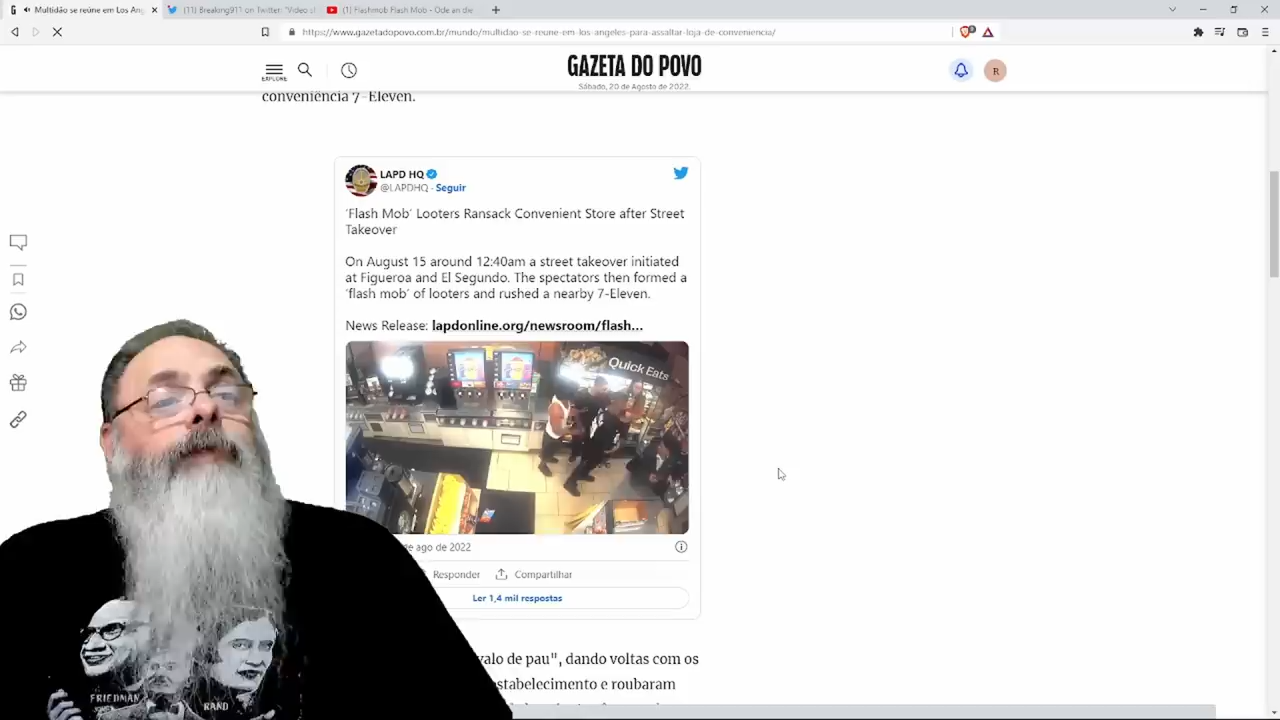 Multidão se reúne em Los Ang
(11) Breaking911 on Twitter: "Video sh
(1) Flashmob Flash Mob - Ode an die
https://www.gazetadopovo.com.br/mundo/multidao-se-reune-em-los-angeles-para-assaltar-loja-de-conveniencia/
EXPLORE
GAZETA DO POVO
R
Sábado, 20 de Agosto de 2022.
conveniência 7-Eleven.
LAPD HQ
@LAPDHQ · Seguir
'Flash Mob' Looters Ransack Convenient Store after Street
Takeover
On August 15 around 12:40am a street takeover initiated
at Figueroa and El Segundo. The spectators then formed a
'flash mob' of looters and rushed a nearby 7-Eleven.
News Release: lapdonline.org/newsroom/flash...
Quick Eats
de ago de 2022
Responder
Compartilhar
Ler 1,4 mil respostas
valo de pau", dando voltas com os
stabelecimento e roubaram
FRIEDMAN
RAND